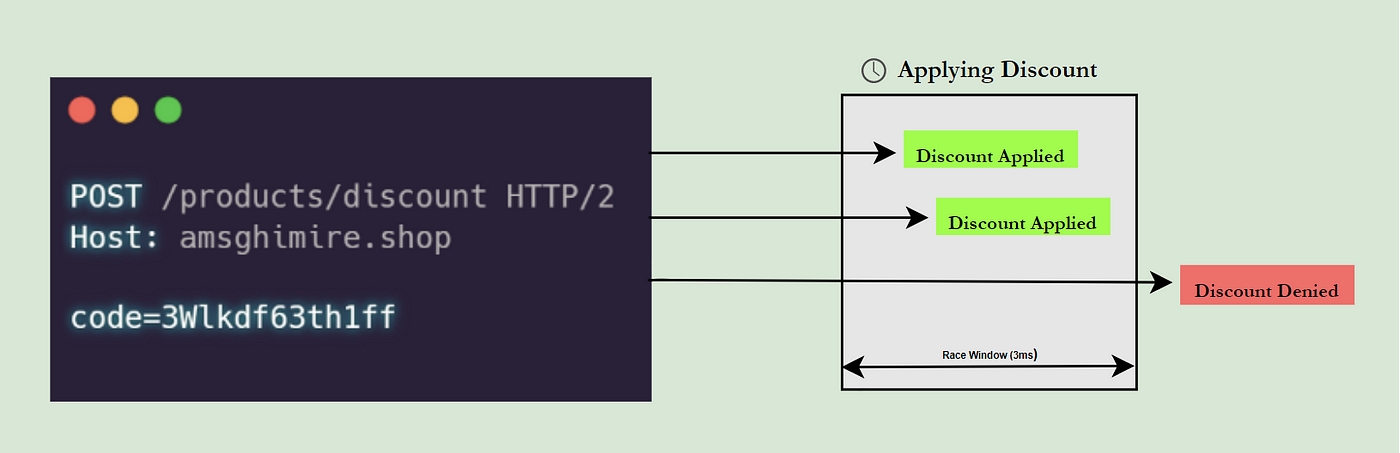 Applying Discount
POST /products/discount HTTP/2
Host: amsghimire.shop
code=3Wlkdf63th1ff
Discount Applied
Discount Applied
Discount Denied
Race Window (3ms)